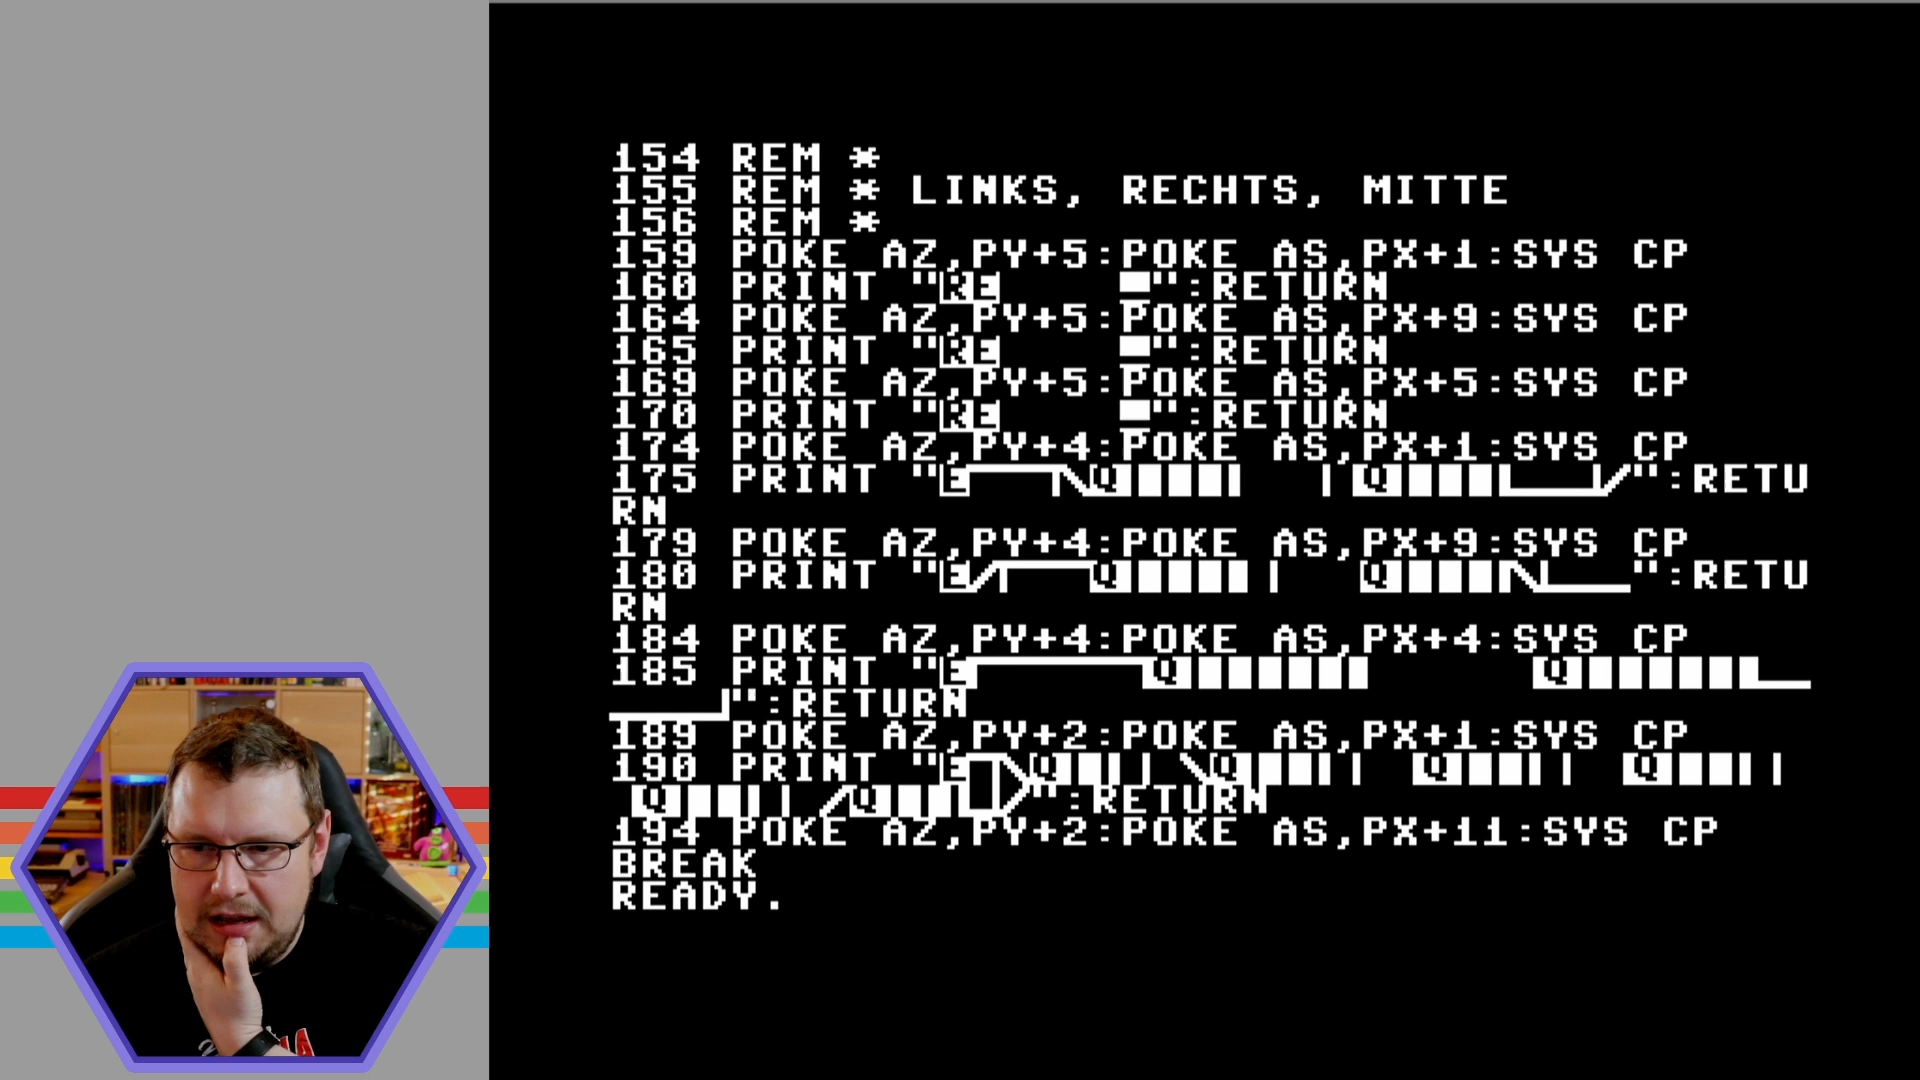 154 REM *
155 REM * LINKS, RECHTS, MITTE
156 REM *
159 POKE AZ,PY+5:POKE AS,PX+1:SYS CP
160 PRINT "RE    ":RETURN
164 POKE AZ,PY+5:POKE AS,PX+9:SYS CP
165 PRINT "RE    ":RETURN
169 POKE AZ,PY+5:POKE AS,PX+5:SYS CP
170 PRINT "RE    ":RETURN
174 POKE AZ,PY+4:POKE AS,PX+1:SYS CP
175 PRINT "E Q Q ":RETU
RN
179 POKE AZ,PY+4:POKE AS,PX+9:SYS CP
180 PRINT "E Q Q ":RETU
RN
184 POKE AZ,PY+4:POKE AS,PX+4:SYS CP
185 PRINT "E Q Q
":RETURN
189 POKE AZ,PY+2:POKE AS,PX+1:SYS CP
190 PRINT "E Q Q Q Q
Q Q ":RETURN
194 POKE AZ,PY+2:POKE AS,PX+11:SYS CP
BREAK
READY.